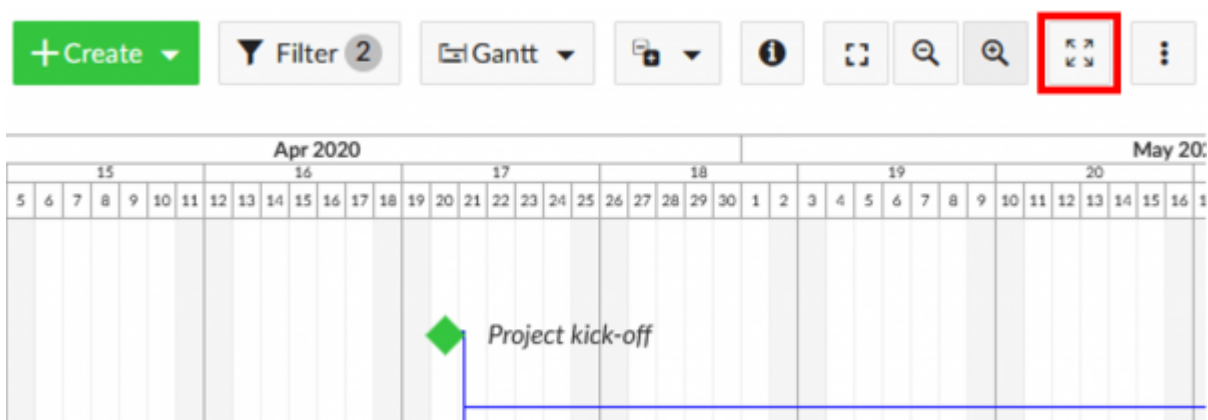 + Create
Filter 2
Gantt
Apr 2020
May 20
15 16 17 18 19 20
5 6 7 8 9 10 11 12 13 14 15 16 17 18 19 20 21 22 23 24 25 26 27 28 29 30 1 2 3 4 5 6 7 8 9 10 11 12 13 14 15 16 1
Project kick-off